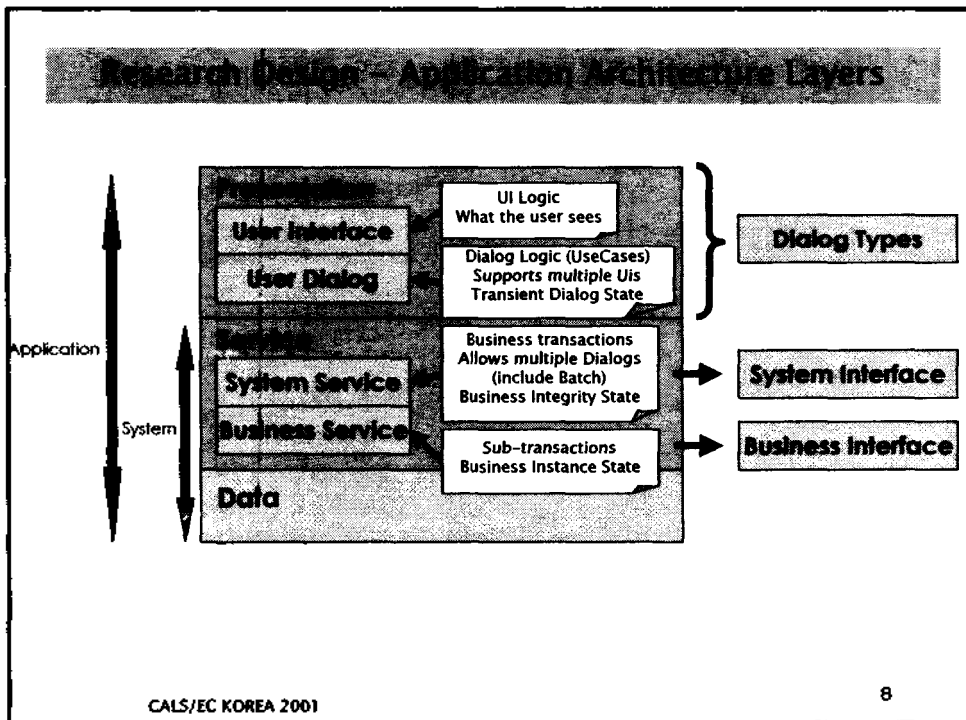 Research Design – Application Architecture Layers
Presentation
UI Logic
What the user sees
User Interface
User Dialog
Dialog Logic (UseCases)
Supports multiple Uis
Transient Dialog State
Dialog Types
Application
System
Service
System Service
Business Service
Business transactions
Allows multiple Dialogs
(include Batch)
Business Integrity State
Sub-transactions
Business Instance State
System Interface
Business Interface
Data
CALS/EC KOREA 2001
8